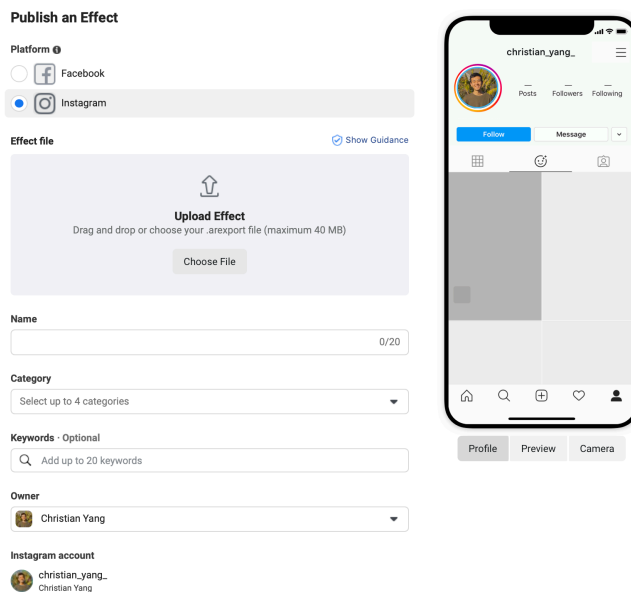 Publish an Effect
Platform
Facebook
Instagram
Effect file
Show Guidance
Upload Effect
Drag and drop or choose your .arexport file (maximum 40 MB)
Choose File
Name
0/20
Category
Select up to 4 categories
Keywords · Optional
Add up to 20 keywords
Owner
Christian Yang
Instagram account
christian_yang_
Christian Yang
christian_yang_
Posts Followers Following
Follow Message
Profile Preview Camera